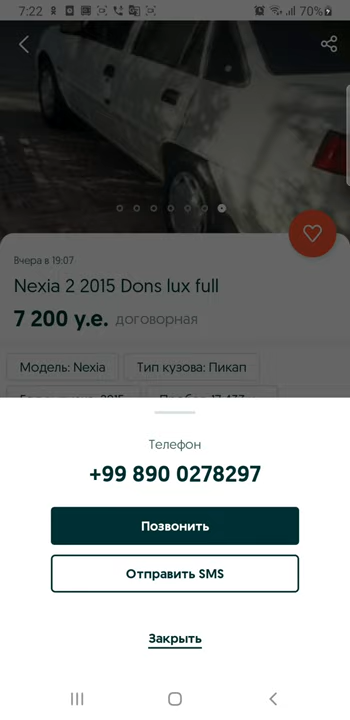 7:22
70%
Вчера в 19:07
Nexia 2 2015 Dons lux full
7 200 у.е. договорная
Модель: Nexia
Тип кузова: Пикап
Телефон
+99 890 0278297
Позвонить
Отправить SMS
Закрыть